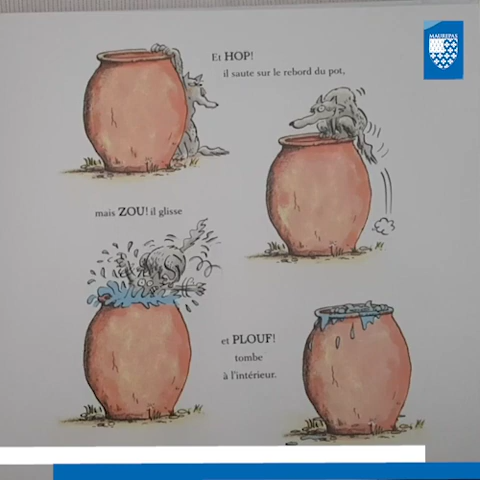 MAUREPAS
Et HOP!
il saute sur le rebord du pot,
mais ZOU! il glisse
et PLOUF!
tombe
à l'intérieur.